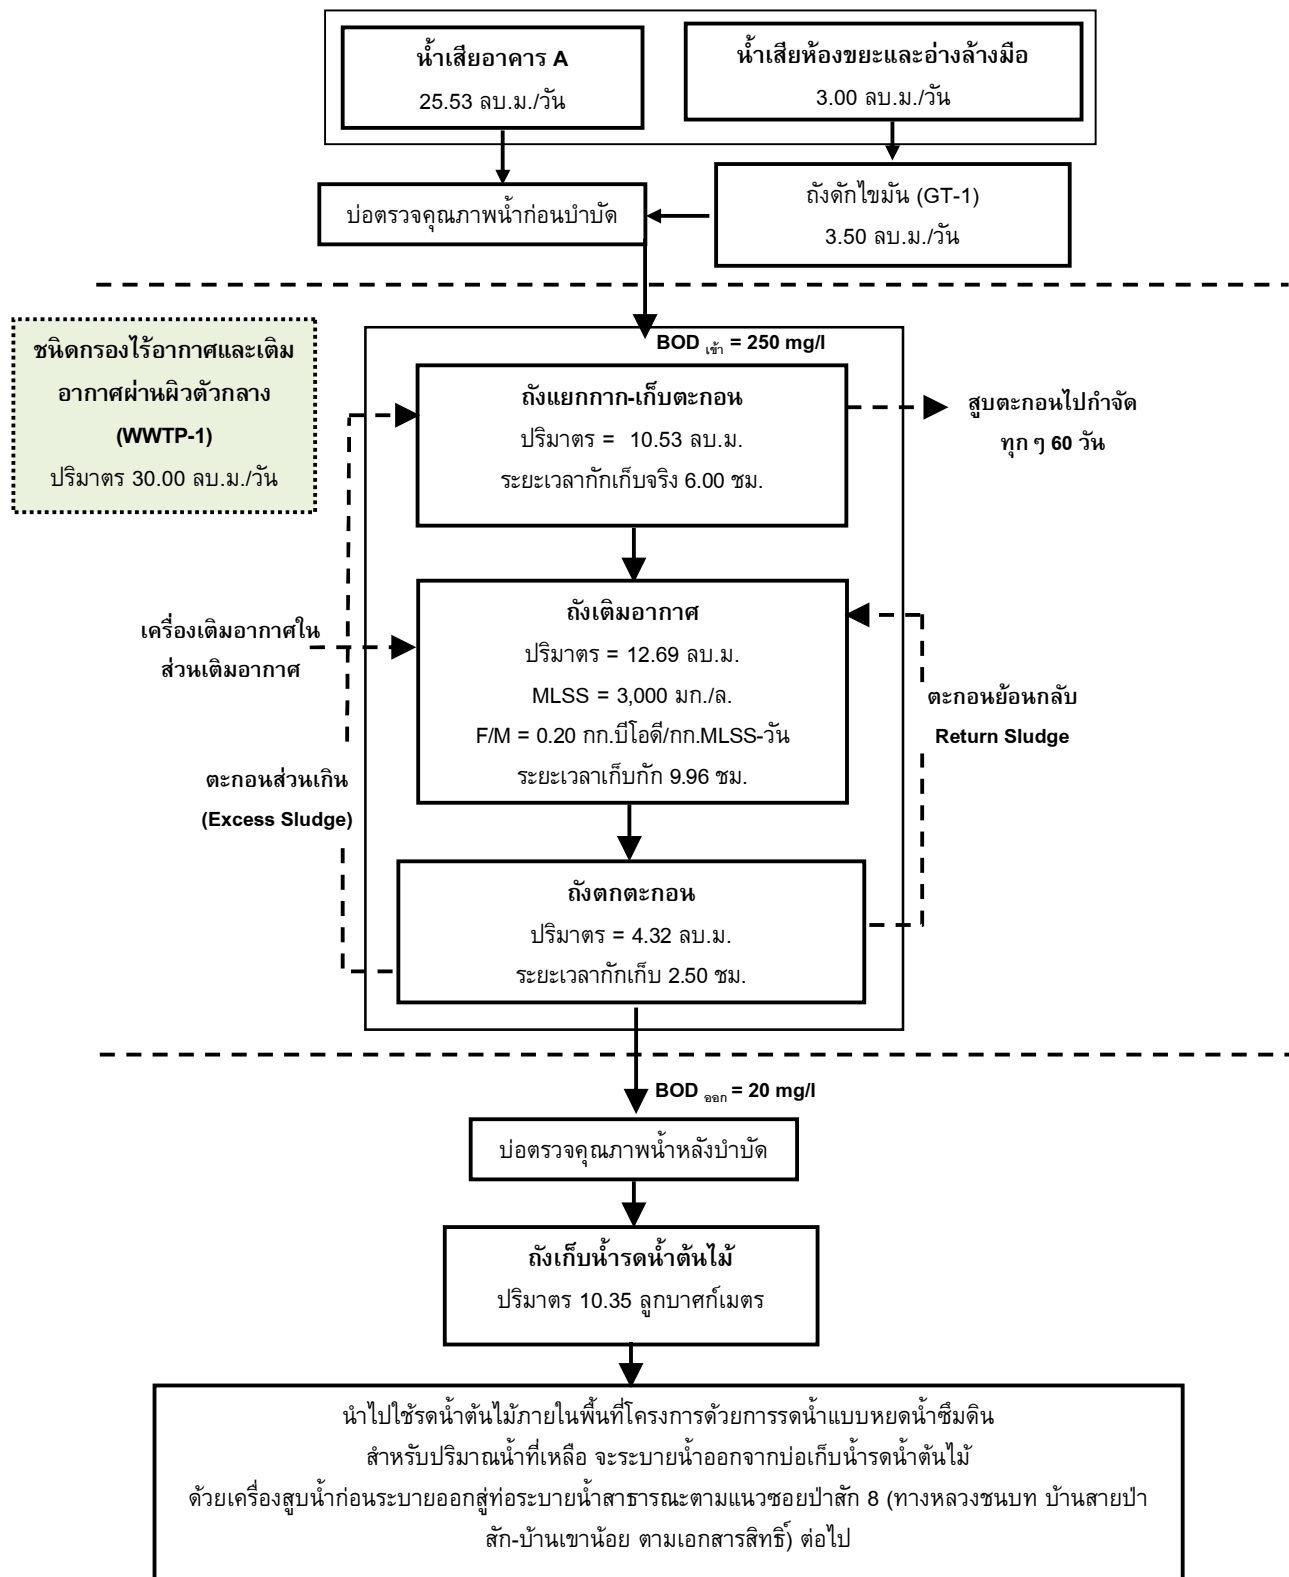 น้ำเสียอาคาร A
25.53 ลบ.ม./วัน
น้ำเสียห้องขยะและอ่างล้างมือ
3.00 ลบ.ม./วัน
บ่อตรวจคุณภาพน้ำก่อนบำบัด
ถังดักไขมัน (GT-1)
3.50 ลบ.ม./วัน
ชนิดกรองไร้อากาศและเติม
อากาศผ่านผิวตัวกลาง
(WWTP-1)
ปริมาตร 30.00 ลบ.ม./วัน
BOD เข้า = 250 mg/l
ถังแยกกาก-เก็บตะกอน
ปริมาตร = 10.53 ลบ.ม.
ระยะเวลากักเก็บจริง 6.00 ชม.
สูบตะกอนไปกำจัด
ทุก ๆ 60 วัน
เครื่องเติมอากาศใน
ส่วนเติมอากาศ
ถังเติมอากาศ
ปริมาตร = 12.69 ลบ.ม.
MLSS = 3,000 มก./ล.
F/M = 0.20 กก.บีโอดี/กก.MLSS-วัน
ระยะเวลาเก็บกัก 9.96 ชม.
ตะกอนย้อนกลับ
Return Sludge
ตะกอนส่วนเกิน
(Excess Sludge)
ถังตกตะกอน
ปริมาตร = 4.32 ลบ.ม.
ระยะเวลากักเก็บ 2.50 ชม.
BOD ออก = 20 mg/l
บ่อตรวจคุณภาพน้ำหลังบำบัด
ถังเก็บน้ำรดน้ำต้นไม้
ปริมาตร 10.35 ลูกบาศก์เมตร
นำไปใช้รดน้ำต้นไม้ภายในพื้นที่โครงการด้วยการรดน้ำแบบหยดน้ำซึมดิน
สำหรับปริมาณน้ำที่เหลือ จะระบายน้ำออกจากบ่อเก็บน้ำรดน้ำต้นไม้
ด้วยเครื่องสูบน้ำก่อนระบายออกสู่ท่อระบายน้ำสาธารณะตามแนวซอยป่าสัก 8 (ทางหลวงชนบท บ้านสายป่า
สัก-บ้านเขาน้อย ตามเอกสารสิทธิ์) ต่อไป